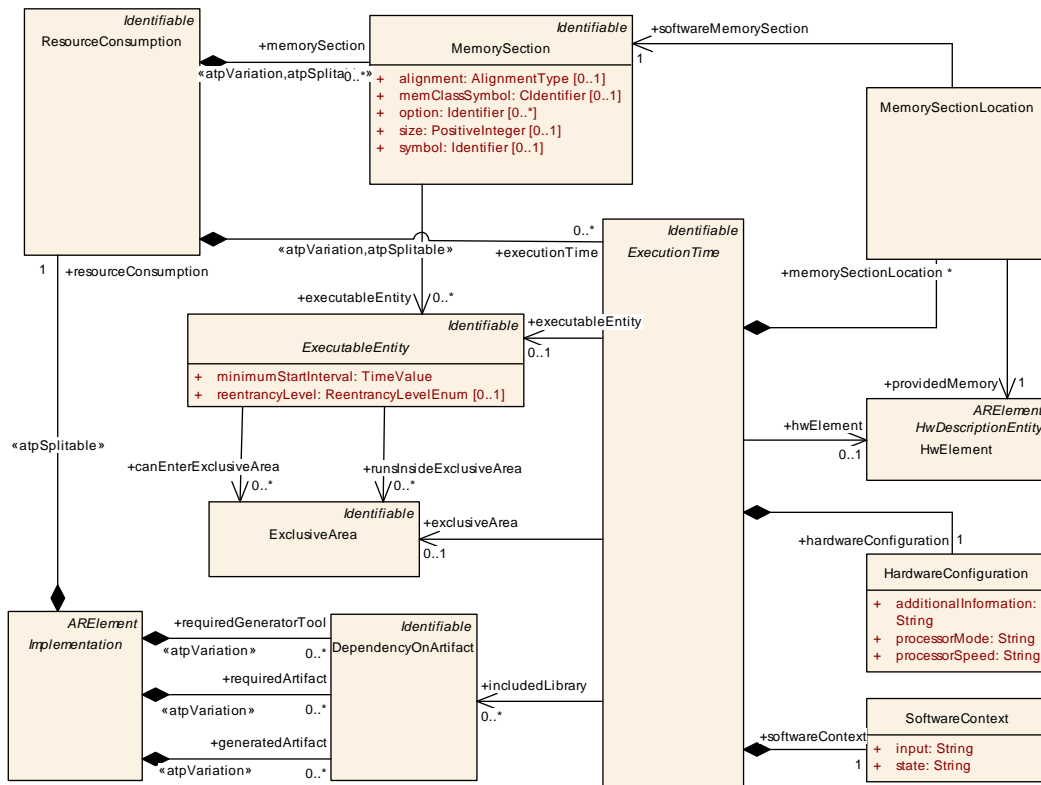 Identifiable
ResourceConsumption
+memorySection
«atpVariation,atpSplitable»
0..*
Identifiable
MemorySection
+ alignment: AlignmentType [0..1]
+ memClassSymbol: CIdentifier [0..1]
+ option: Identifier [0..*]
+ size: PositiveInteger [0..1]
+ symbol: Identifier [0..1]
+softwareMemorySection
1
MemorySectionLocation
«atpVariation,atpSplitable»
0..*
+executionTime
Identifiable
ExecutionTime
1
+resourceConsumption
+memorySectionLocation *
+executableEntity
0..*
Identifiable
ExecutableEntity
+ minimumStartInterval: TimeValue
+ reentrancyLevel: ReentrancyLevelEnum [0..1]
+executableEntity
0..1
+providedMemory
1
ARElement
HwDescriptionEntity
HwElement
+hwElement
0..1
«atpSplitable»
+canEnterExclusiveArea
0..*
+runsInsideExclusiveArea
0..*
Identifiable
ExclusiveArea
+exclusiveArea
0..1
+hardwareConfiguration
1
HardwareConfiguration
+ additionalInformation:
String
+ processorMode: String
+ processorSpeed: String
ARElement
Implementation
+requiredGeneratorTool
«atpVariation»
0..*
+requiredArtifact
«atpVariation»
0..*
+generatedArtifact
«atpVariation»
0..*
Identifiable
DependencyOnArtifact
+includedLibrary
0..*
+softwareContext
1
SoftwareContext
+ input: String
+ state: String